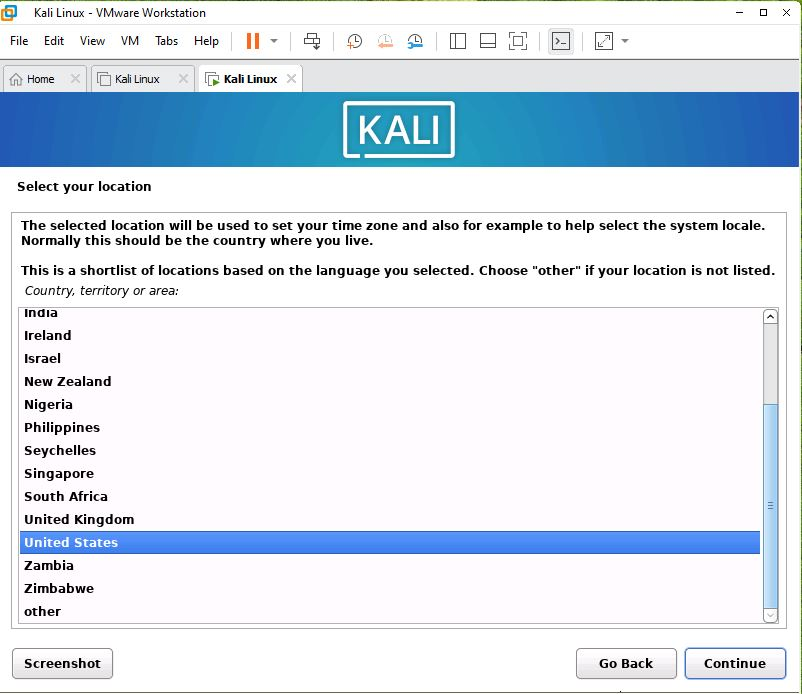 Kali Linux - VMware Workstation
File Edit View VM Tabs Help
Home Kali Linux Kali Linux
KALI
Select your location
The selected location will be used to set your time zone and also for example to help select the system locale.
Normally this should be the country where you live.
This is a shortlist of locations based on the language you selected. Choose "other" if your location is not listed.
Country, territory or area:
India
Ireland
Israel
New Zealand
Nigeria
Philippines
Seychelles
Singapore
South Africa
United Kingdom
United States
Zambia
Zimbabwe
other
Screenshot Go Back Continue